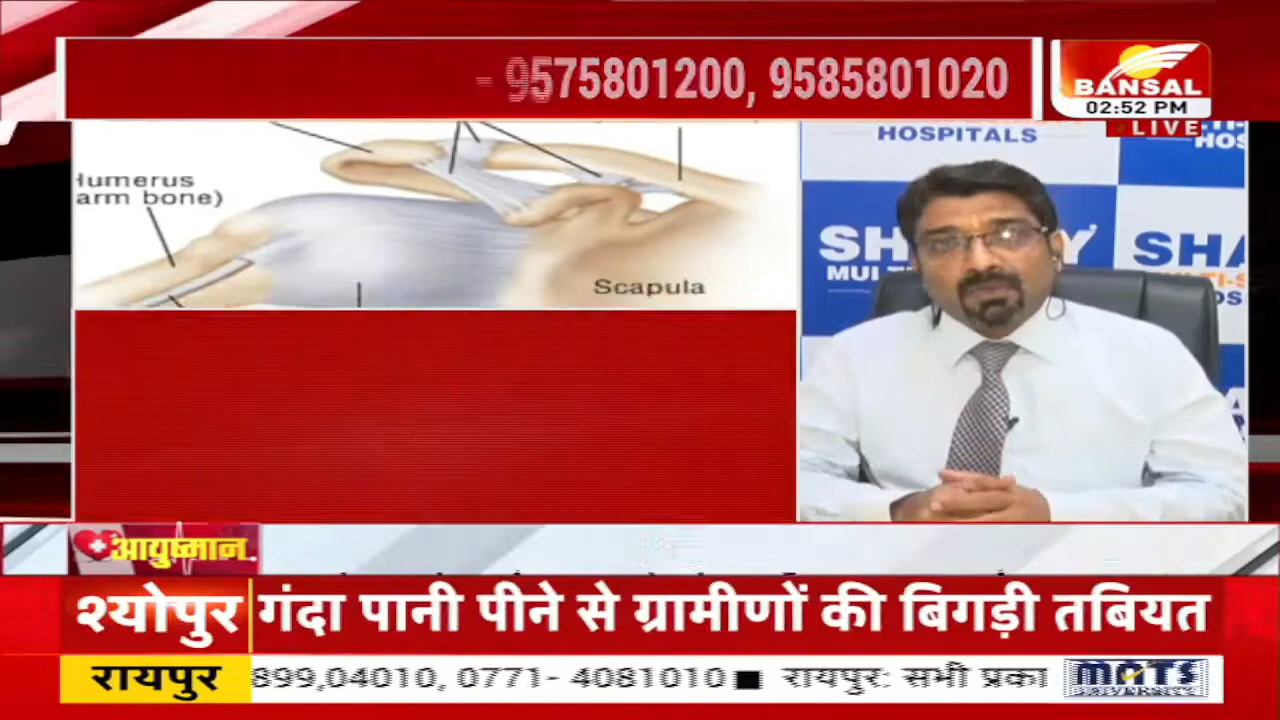 - 9575801200, 9585801020
BANSAL
02:52 PM
LIVE
HOSPITALS
Humerus
arm bone)
Scapula
आयुष्मान
श्योपुर गंदा पानी पीने से ग्रामीणों की बिगड़ी तबियत
रायपुर 899,04010, 0771- 4081010 ■ रायपुर: सभी प्रका
MATS
UNIVERSITY